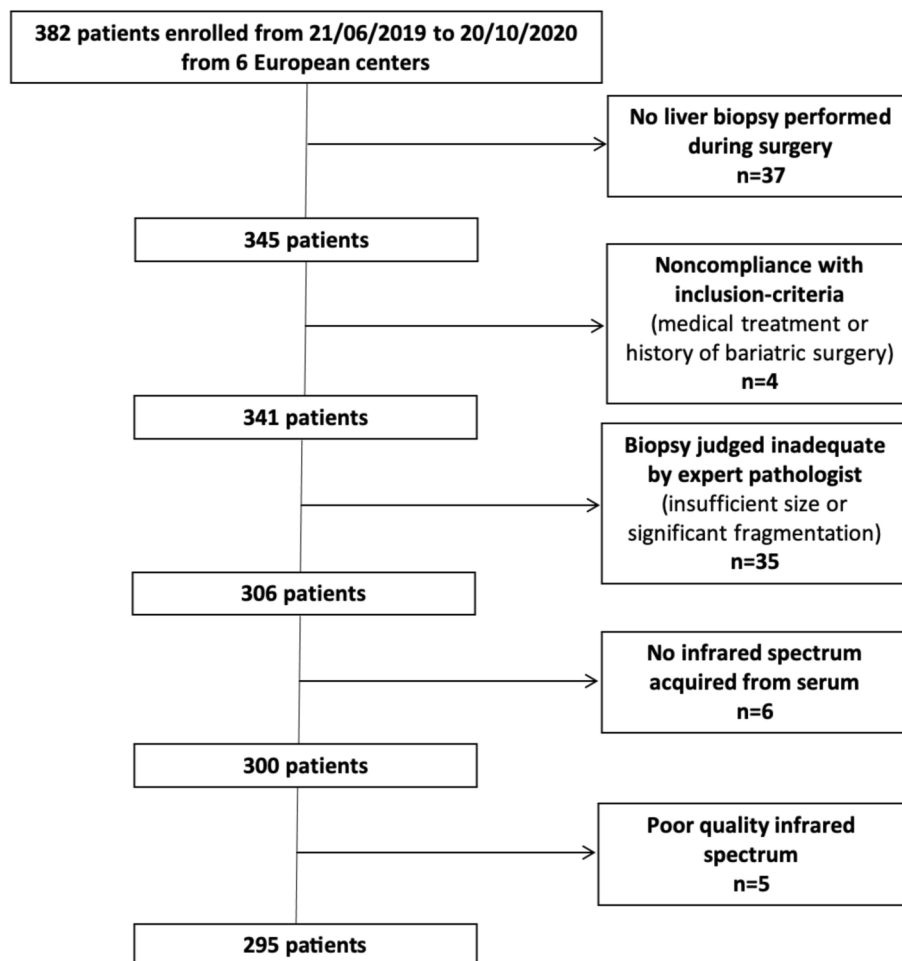 382 patients enrolled from 21/06/2019 to 20/10/2020
from 6 European centers
No liver biopsy performed
during surgery
n=37
345 patients
Noncompliance with
inclusion-criteria
(medical treatment or
history of bariatric surgery)
n=4
341 patients
Biopsy judged inadequate
by expert pathologist
(insufficient size or
significant fragmentation)
n=35
306 patients
No infrared spectrum
acquired from serum
n=6
300 patients
Poor quality infrared
spectrum
n=5
295 patients